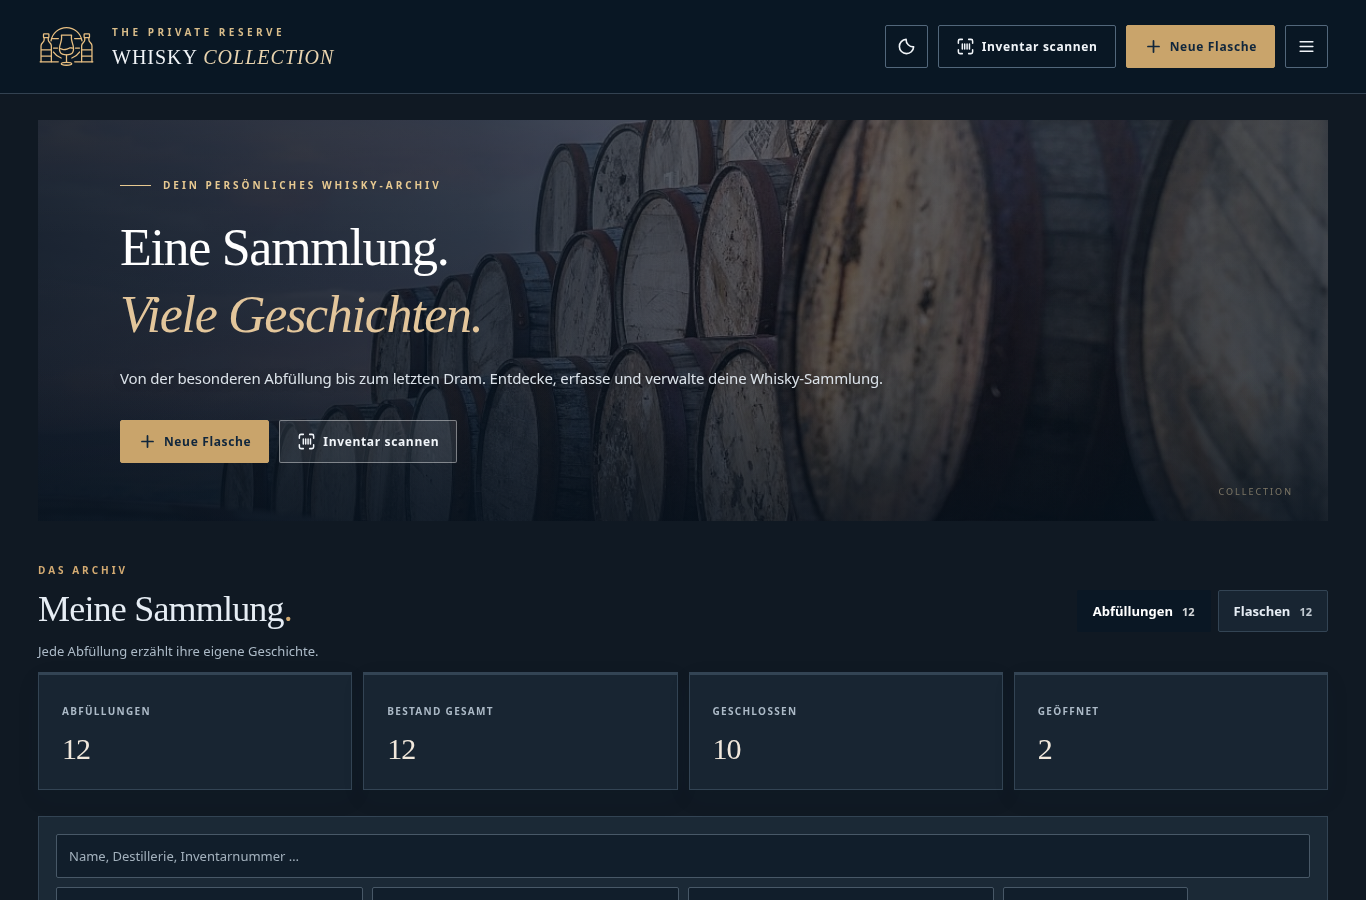 THE PRIVATE RESERVE
WHISKY COLLECTION
Inventar scannen
Neue Flasche
DEIN PERSÖNLICHES WHISKY-ARCHIV
Eine Sammlung.
Viele Geschichten.
Von der besonderen Abfüllung bis zum letzten Dram. Entdecke, erfasse und verwalte deine Whisky-Sammlung.
Neue Flasche
Inventar scannen
COLLECTION
DAS ARCHIV
Meine Sammlung.
Abfüllungen 12
Flaschen 12
Jede Abfüllung erzählt ihre eigene Geschichte.
ABFÜLLUNGEN
BESTAND GESAMT
GESCHLOSSEN
GEÖFFNET
12
12
10
2
Name, Destillerie, Inventarnummer ...